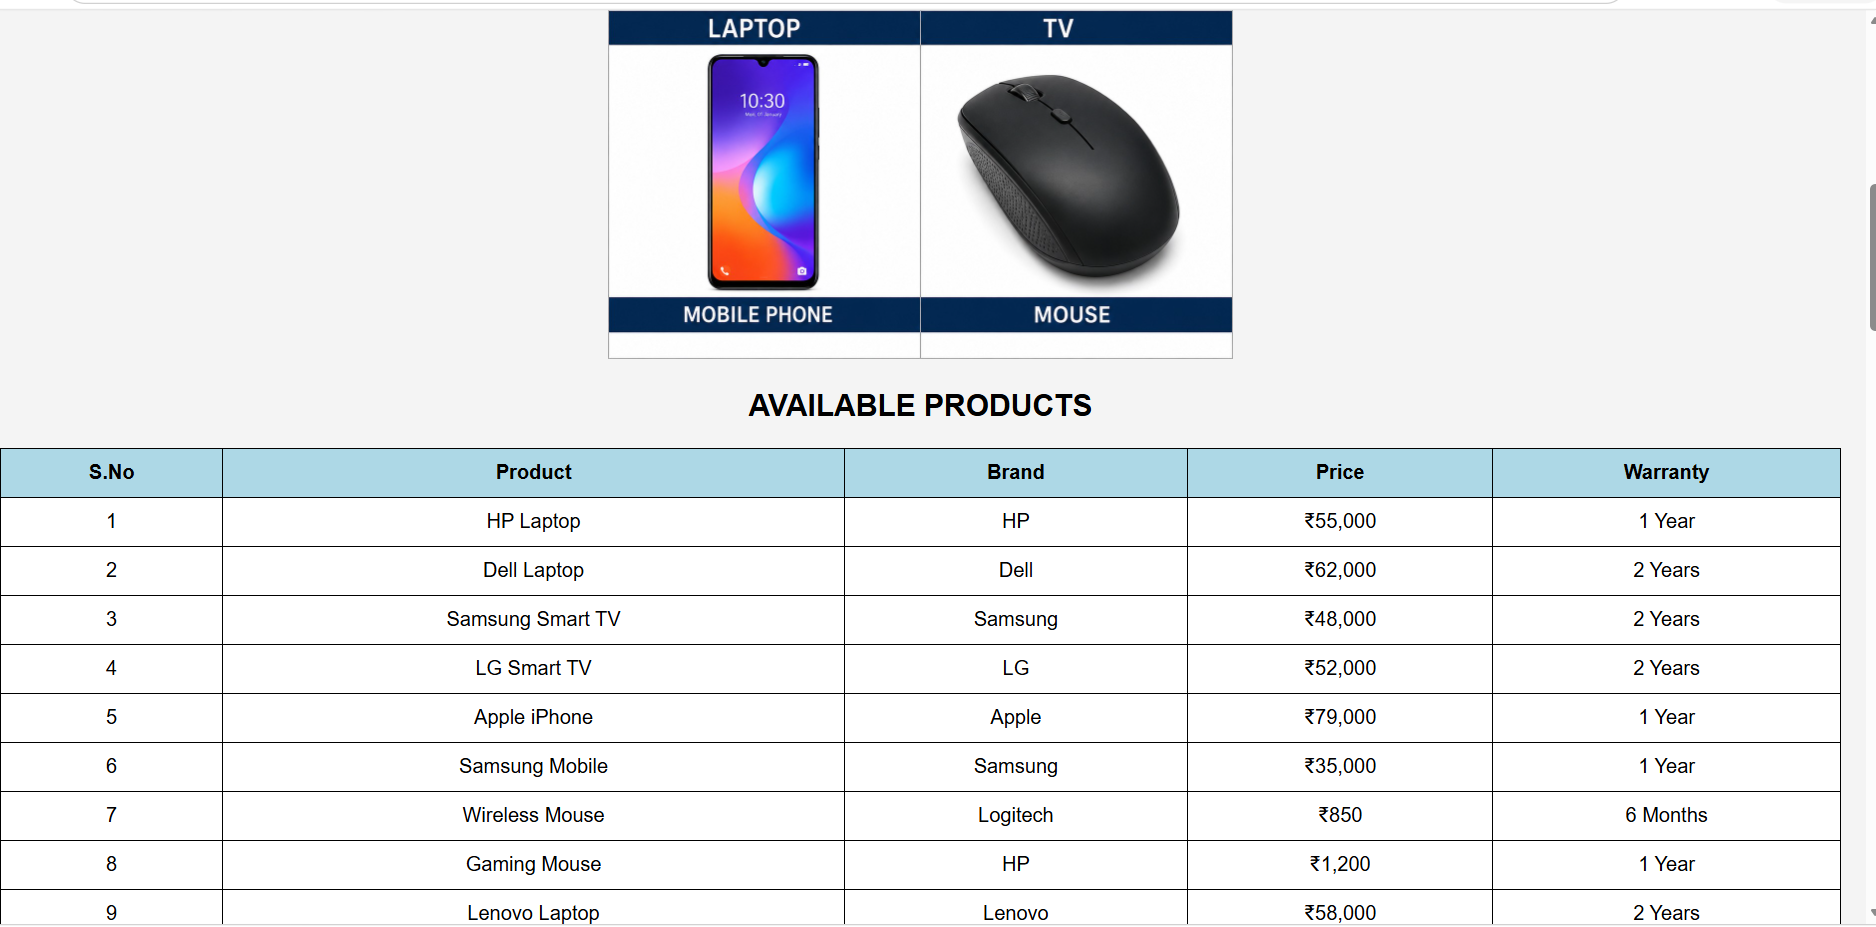 LAPTOP TV
10:30
MOBILE PHONE MOUSE
AVAILABLE PRODUCTS
S.No Product Brand Price Warranty
1 HP Laptop HP ₹55,000 1 Year
2 Dell Laptop Dell ₹62,000 2 Years
3 Samsung Smart TV Samsung ₹48,000 2 Years
4 LG Smart TV LG ₹52,000 2 Years
5 Apple iPhone Apple ₹79,000 1 Year
6 Samsung Mobile Samsung ₹35,000 1 Year
7 Wireless Mouse Logitech ₹850 6 Months
8 Gaming Mouse HP ₹1,200 1 Year
9 Lenovo Laptop Lenovo ₹58,000 2 Years